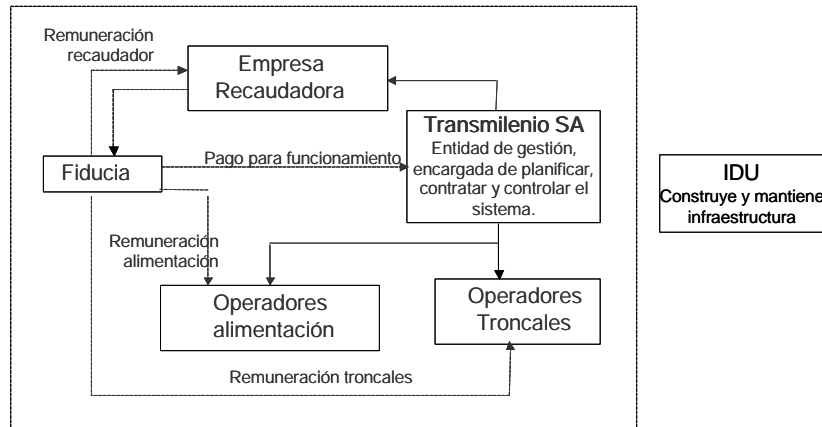 Remuneración
recaudador
Empresa
Recaudadora
Transmilenio SA
Entidad de gestión,
encargada de planificar,
contratar y controlar el
sistema.
Pago para funcionamiento
Fiducia
IDU
Construye y mantiene
infraestructura
Remuneración
alimentación
Operadores
alimentación
Operadores
Troncales
Remuneración troncales